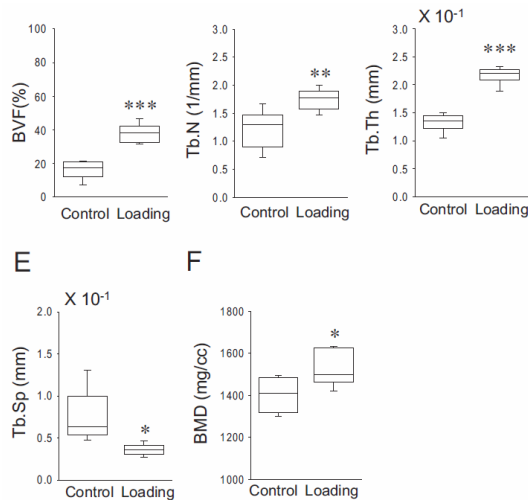 X 10-1
BVF(%)
100
80
60
40
20
0
***
Control Loading
Tb.N (1/mm)
3.0
2.5
2.0
1.5
1.0
0.5
0.0
**
Control Loading
Tb.Th (mm)
3.0
2.5
2.0
1.5
1.0
0.5
0.0
***
Control Loading
E
X 10-1
Tb.Sp (mm)
2.0
1.5
1.0
0.5
0.0
*
Control Loading
F
BMD (mg/cc)
1800
1600
1400
1200
1000
*
Control Loading